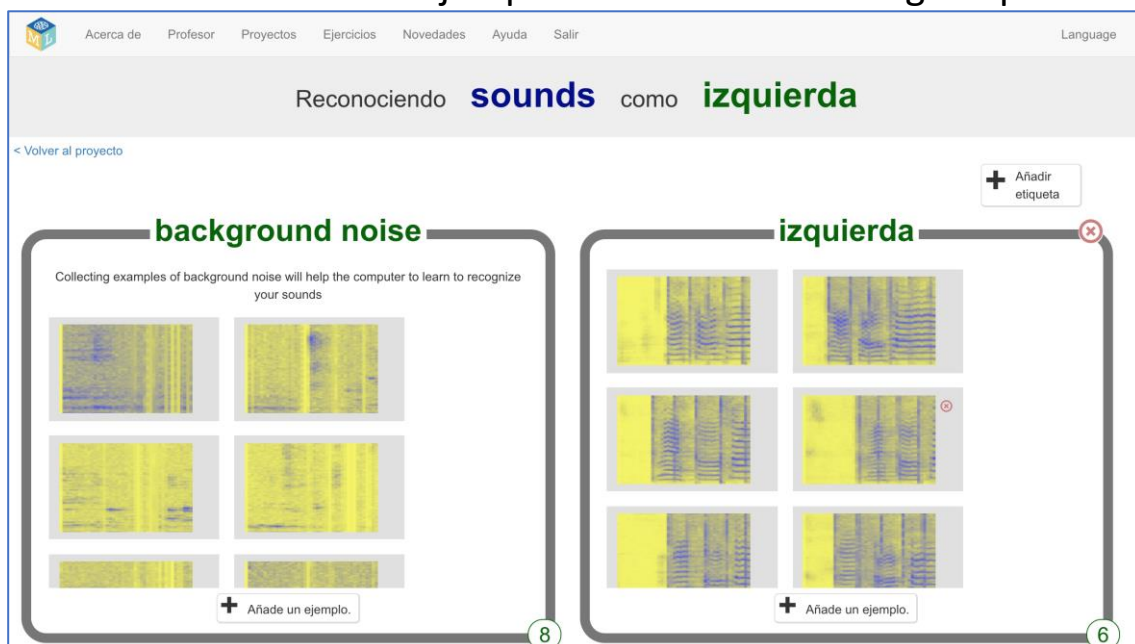 Acerca de Profesor Proyectos Ejercicios Novedades Ayuda Salir Language
Reconociendo sounds como izquierda
< Volver al proyecto
Añadir
etiqueta
background noise
Collecting examples of background noise will help the computer to learn to recognize
your sounds
Añade un ejemplo.
8
izquierda
Añade un ejemplo.
6